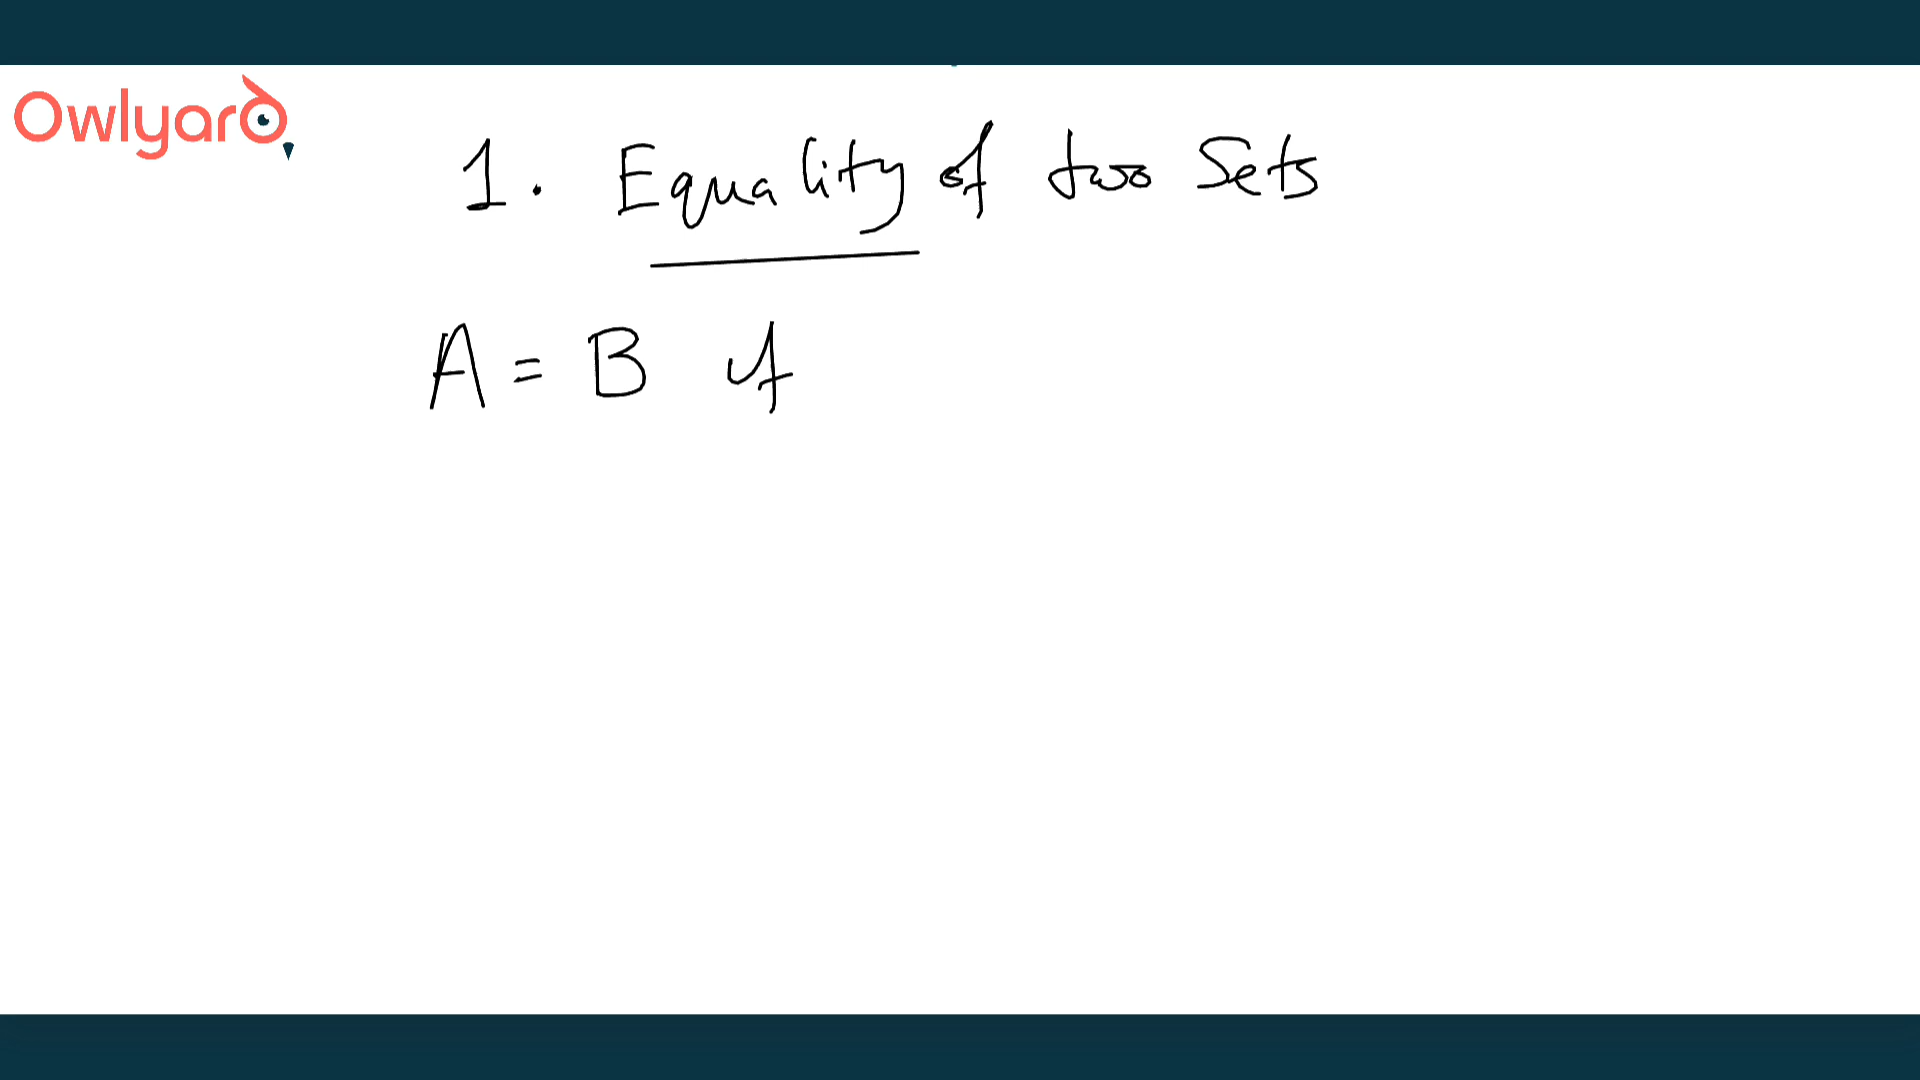 Owlyard
1. Equality of two Sets
A = B if